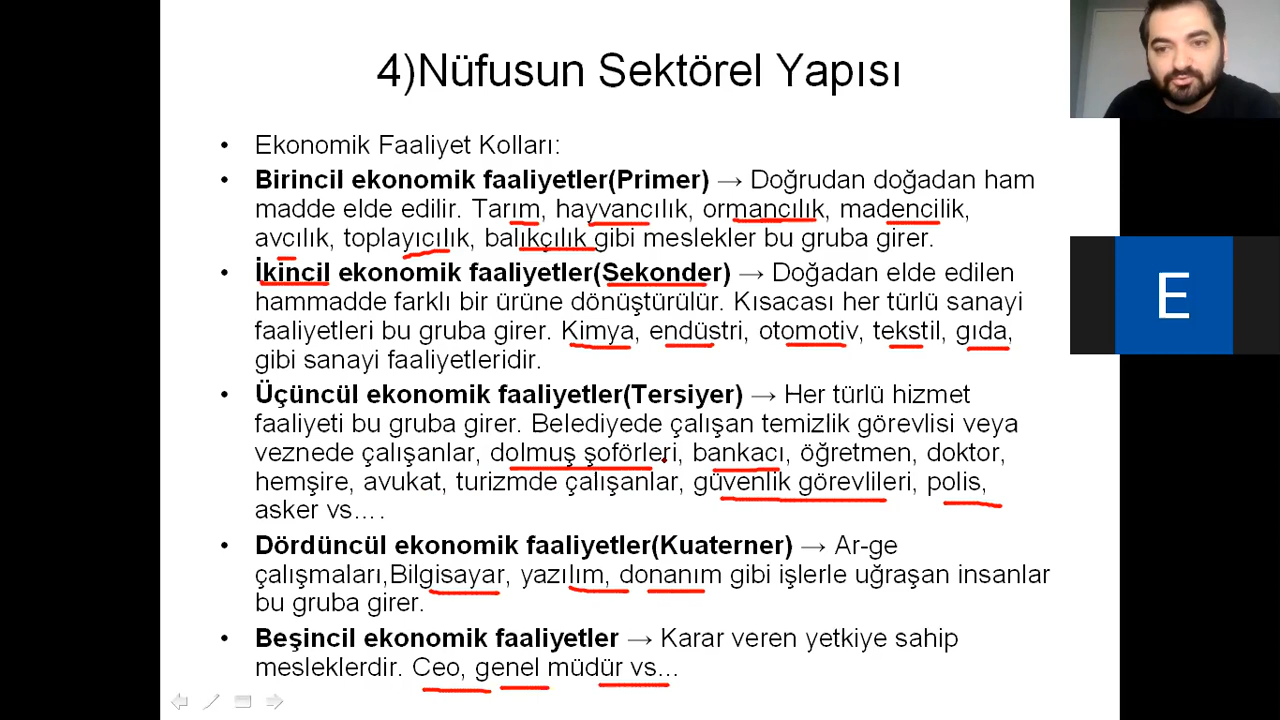 4)Nüfusun Sektörel Yapısı
• Ekonomik Faaliyet Kolları:
• Birincil ekonomik faaliyetler(Primer) → Doğrudan doğadan ham
madde elde edilir. Tarım, hayvancılık, ormancılık, madencilik,
avcılık, toplayıcılık, balıkçılık gibi meslekler bu gruba girer.
• İkincil ekonomik faaliyetler(Sekonder) → Doğadan elde edilen
hammadde farklı bir ürüne dönüştürülür. Kısacası her türlü sanayi
faaliyetleri bu gruba girer. Kimya, endüstri, otomotiv, tekstil, gıda,
gibi sanayi faaliyetleridir.
• Üçüncül ekonomik faaliyetler(Tersiyer) → Her türlü hizmet
faaliyeti bu gruba girer. Belediyede çalışan temizlik görevlisi veya
veznede çalışanlar, dolmuş şoförleri, bankacı, öğretmen, doktor,
hemşire, avukat, turizmde çalışanlar, güvenlik görevlileri, polis,
asker vs….
• Dördüncül ekonomik faaliyetler(Kuaterner) → Ar-ge
çalışmaları,Bilgisayar, yazılım, donanım gibi işlerle uğraşan insanlar
bu gruba girer.
• Beşincil ekonomik faaliyetler → Karar veren yetkiye sahip
mesleklerdir. Ceo, genel müdür vs…
E